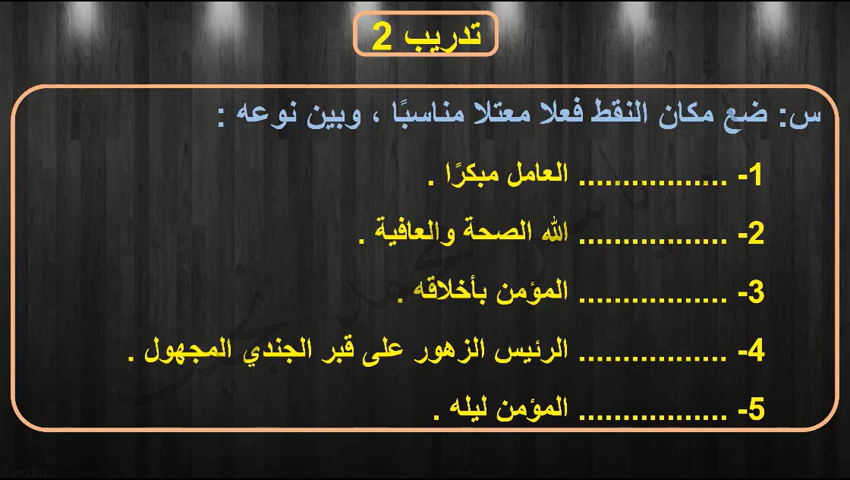 تدريب 2
س: ضع مكان النقط فعلا معتلا مناسبًا ، وبين نوعه :
1- ................. العامل مبكرًا .
2- ................. الله الصحة والعافية .
3- ................. المؤمن بأخلاقه .
4- ................. الرئيس الزهور على قبر الجندي المجهول .
5- ................. المؤمن ليله .